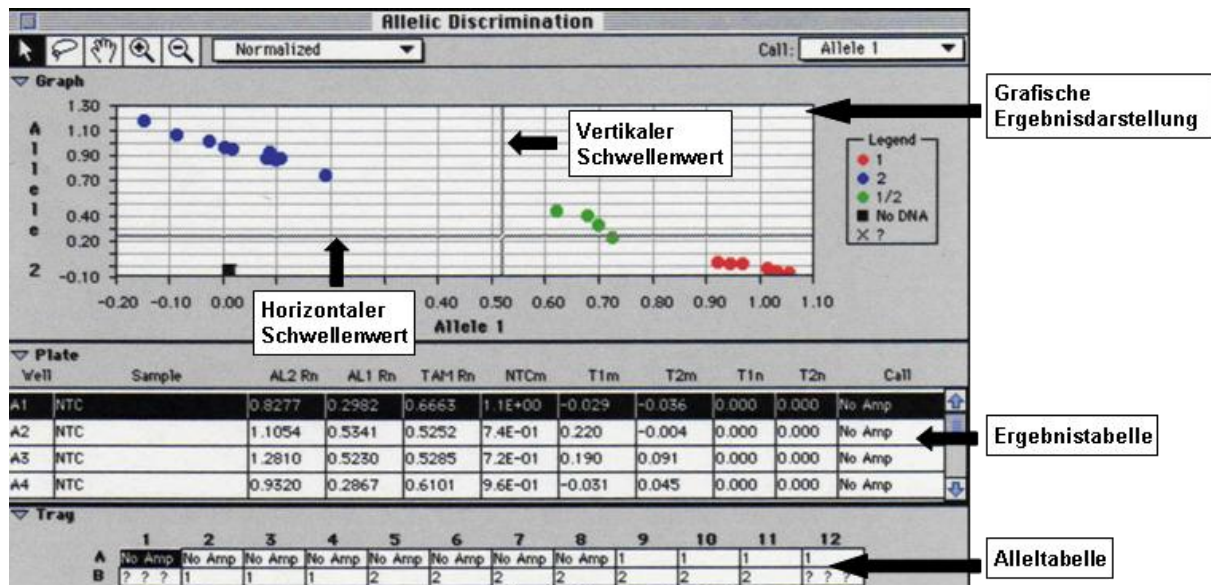 Allelic Discrimination
Normalized
Call: Allele 1
Graph
Grafische
Ergebnisdarstellung
1.30
1.10
0.90
0.70
0.40
0.20
-0.10
Allele 2
Vertikaler
Schwellenwert
Legend
1
2
1/2
No DNA
?
-0.20 -0.10 0.00 0.40 0.50 0.60 0.70 0.80 0.90 1.00 1.10
Horizontaler
Schwellenwert
Allele 1
Plate
Well Sample AL2 Rn AL1 Rn TAM Rn NTCm T1m T2m T1n T2n Call
A1 NTC 0.8277 0.2982 0.6663 1.1E+00 -0.029 -0.036 0.000 0.000 No Amp
A2 NTC 1.1054 0.5341 0.5252 7.4E-01 0.220 -0.004 0.000 0.000 No Amp
A3 NTC 1.2810 0.5230 0.5285 7.2E-01 0.190 0.091 0.000 0.000 No Amp
A4 NTC 0.9320 0.2867 0.6101 9.6E-01 -0.031 0.045 0.000 0.000 No Amp
Ergebnistabelle
Tray
1 2 3 4 5 6 7 8 9 10 11 12
A No Amp No Amp No Amp No Amp No Amp No Amp No Amp No Amp 1 1 1 1
B ? ? ? 1 1 1 2 2 2 2 2 2 2 ? ? ?
Alleltabelle